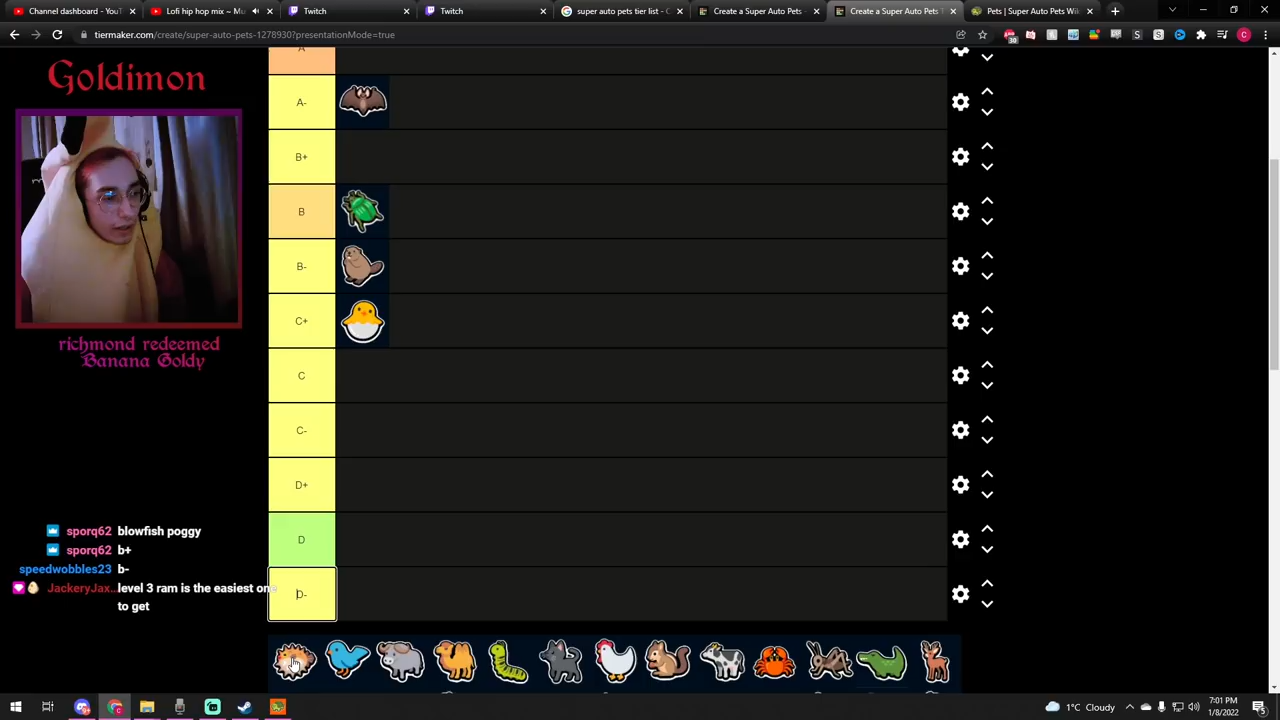 Channel dashboard - YouT
Lofi hip hop mix ~ Mu
Twitch
Twitch
super auto pets tier list - G
Create a Super Auto Pets
Create a Super Auto Pets T
Pets | Super Auto Pets Wik
tiermaker.com/create/super-auto-pets-1278930?presentationMode=true
Goldimon
richmond redeemed
Banana Goldy
A
A-
B+
B
B-
C+
C
C-
D+
D
D-
sporq62 blowfish poggy
sporq62 b+
speedwobbles23 b-
JackeryJax... level 3 ram is the easiest one
to get
1°C Cloudy
7:01 PM
1/8/2022